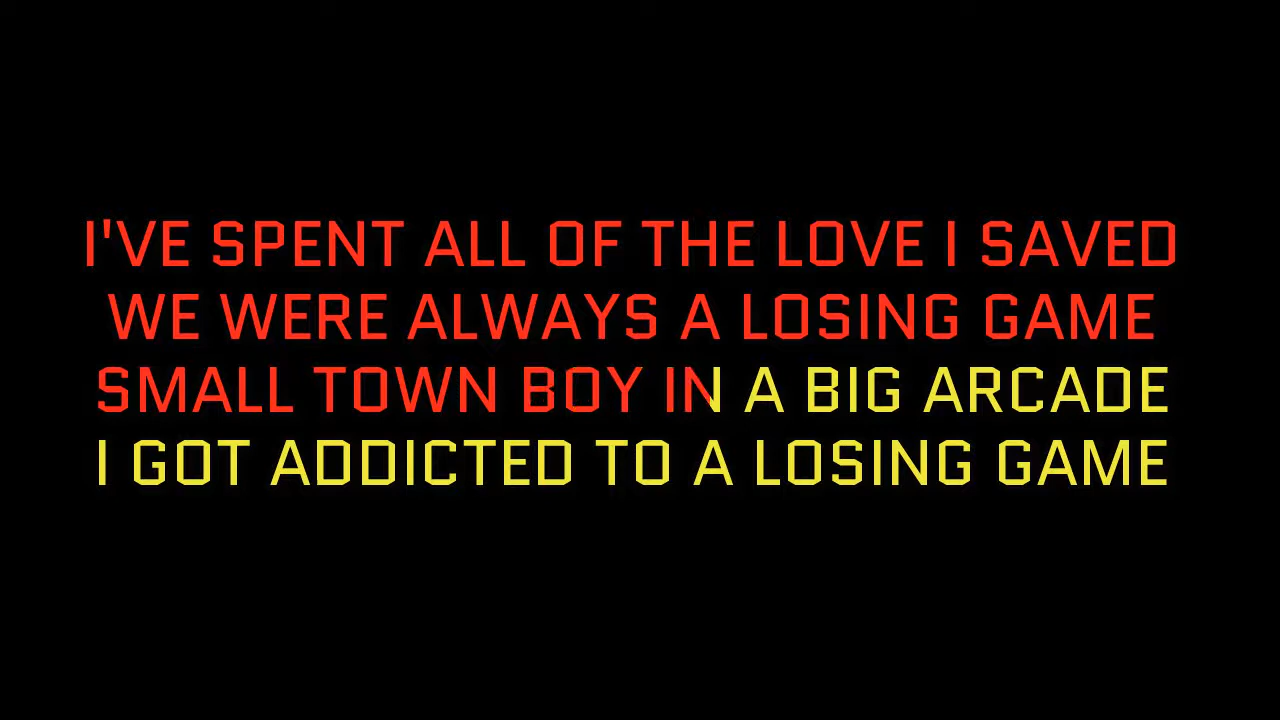 I'VE SPENT ALL OF THE LOVE I SAVED
WE WERE ALWAYS A LOSING GAME
SMALL TOWN BOY IN A BIG ARCADE
I GOT ADDICTED TO A LOSING GAME